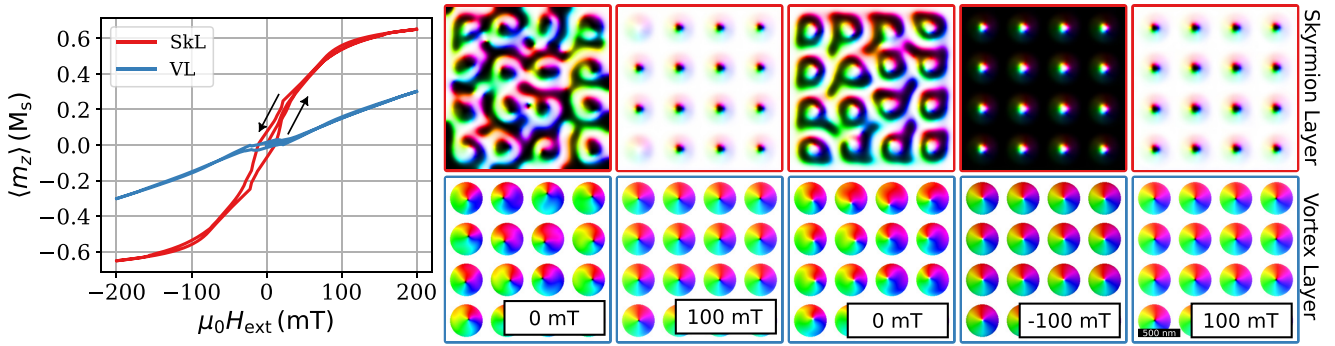 0.6
0.4
0.2
0.0
−0.2
−0.4
−0.6
⟨m_z⟩ (M_s)
SkL
VL
−200
−100
0
100
200
μ₀H_ext (mT)
Skyrmion Layer
Vortex Layer
0 mT
100 mT
0 mT
-100 mT
100 mT
500 nm